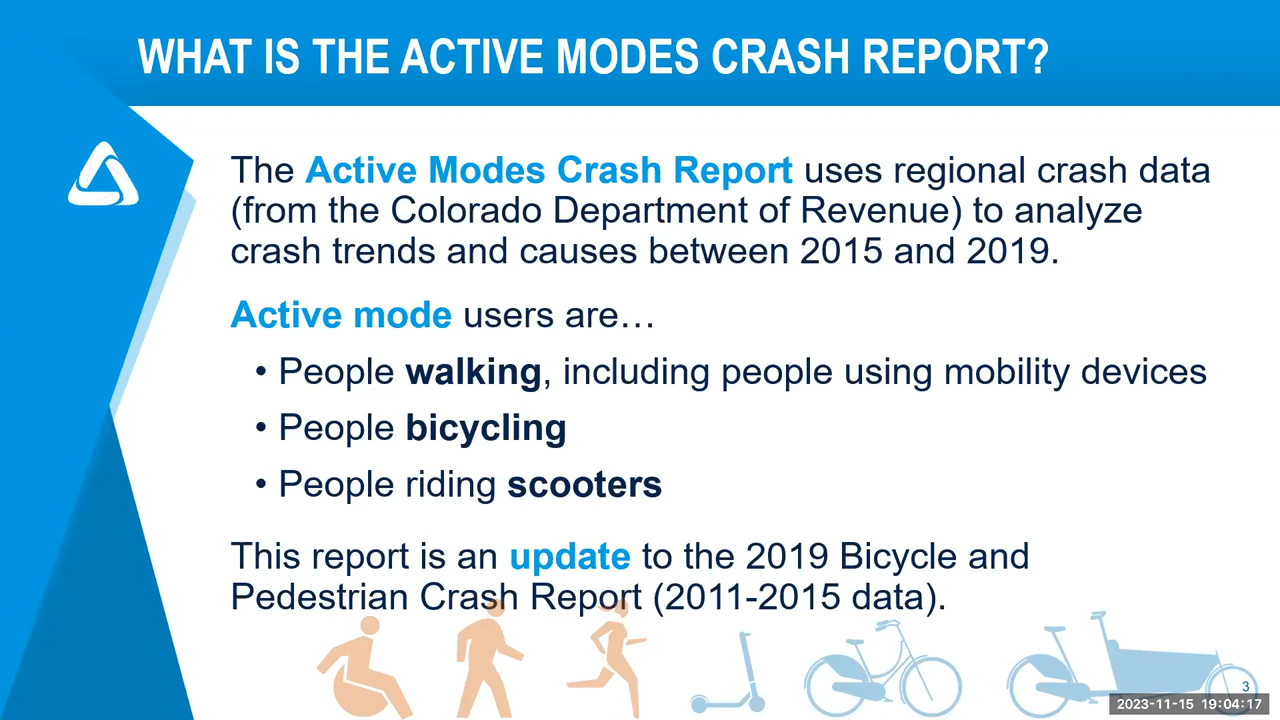 WHAT IS THE ACTIVE MODES CRASH REPORT?
The Active Modes Crash Report uses regional crash data
(from the Colorado Department of Revenue) to analyze
crash trends and causes between 2015 and 2019.
Active mode users are…
• People walking, including people using mobility devices
• People bicycling
• People riding scooters
This report is an update to the 2019 Bicycle and
Pedestrian Crash Report (2011-2015 data).
3
2023-11-15 19:04:17